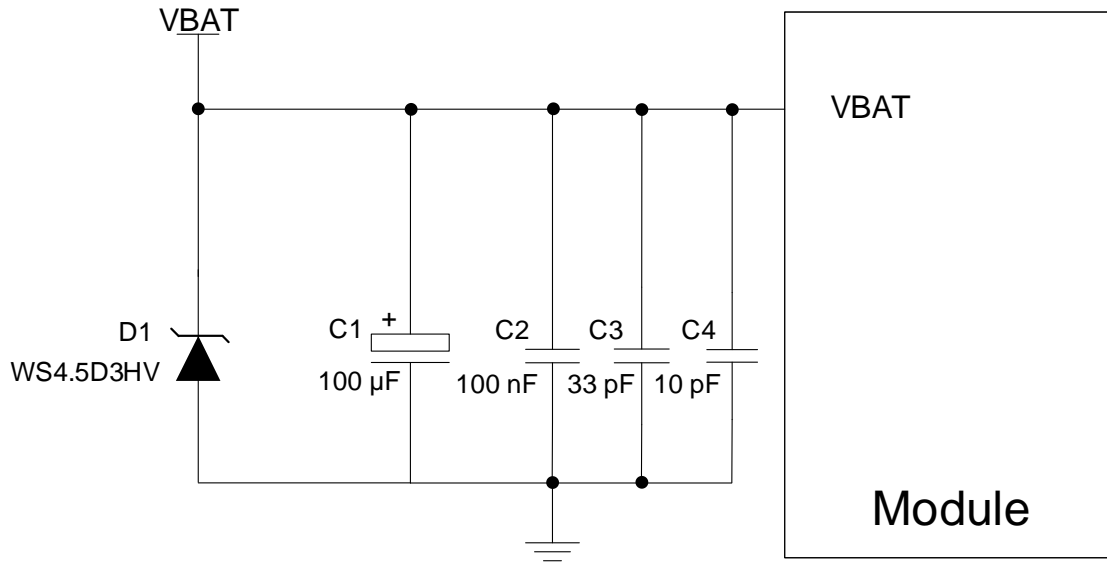 VBAT
VBAT
D1
WS4.5D3HV
C1
+
100 µF
C2
100 nF
C3
33 pF
C4
10 pF
Module